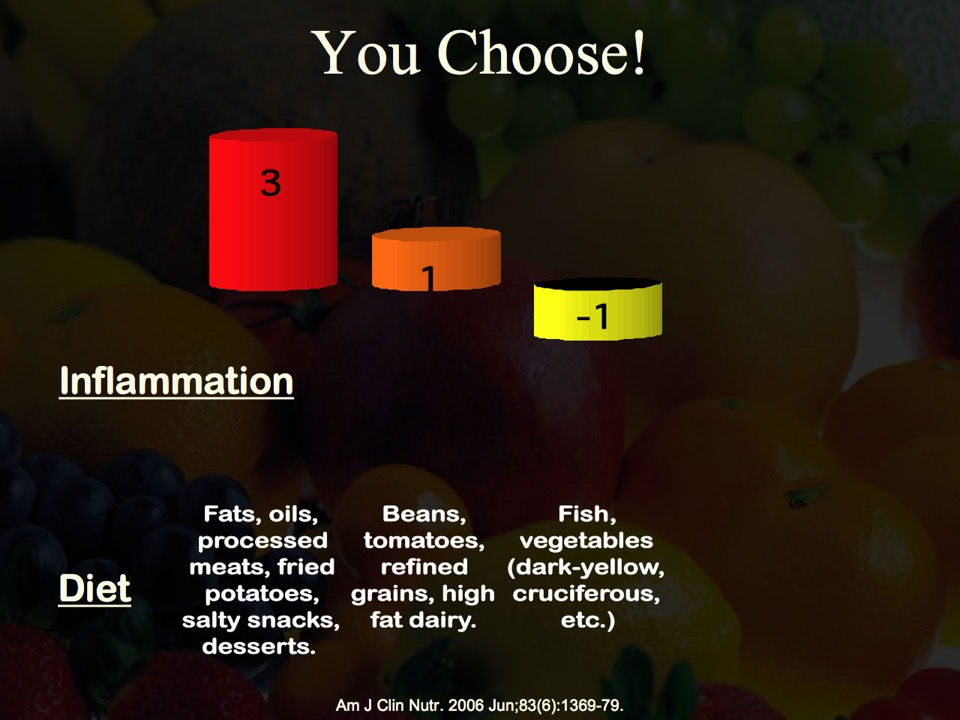 You Choose!
3
1
-1
Inflammation
Diet
Fats, oils,
processed
meats, fried
potatoes,
salty snacks,
desserts.
Beans,
tomatoes,
refined
grains, high
fat dairy.
Fish,
vegetables
(dark-yellow,
cruciferous,
etc.)
Am J Clin Nutr. 2006 Jun;83(6):1369-79.